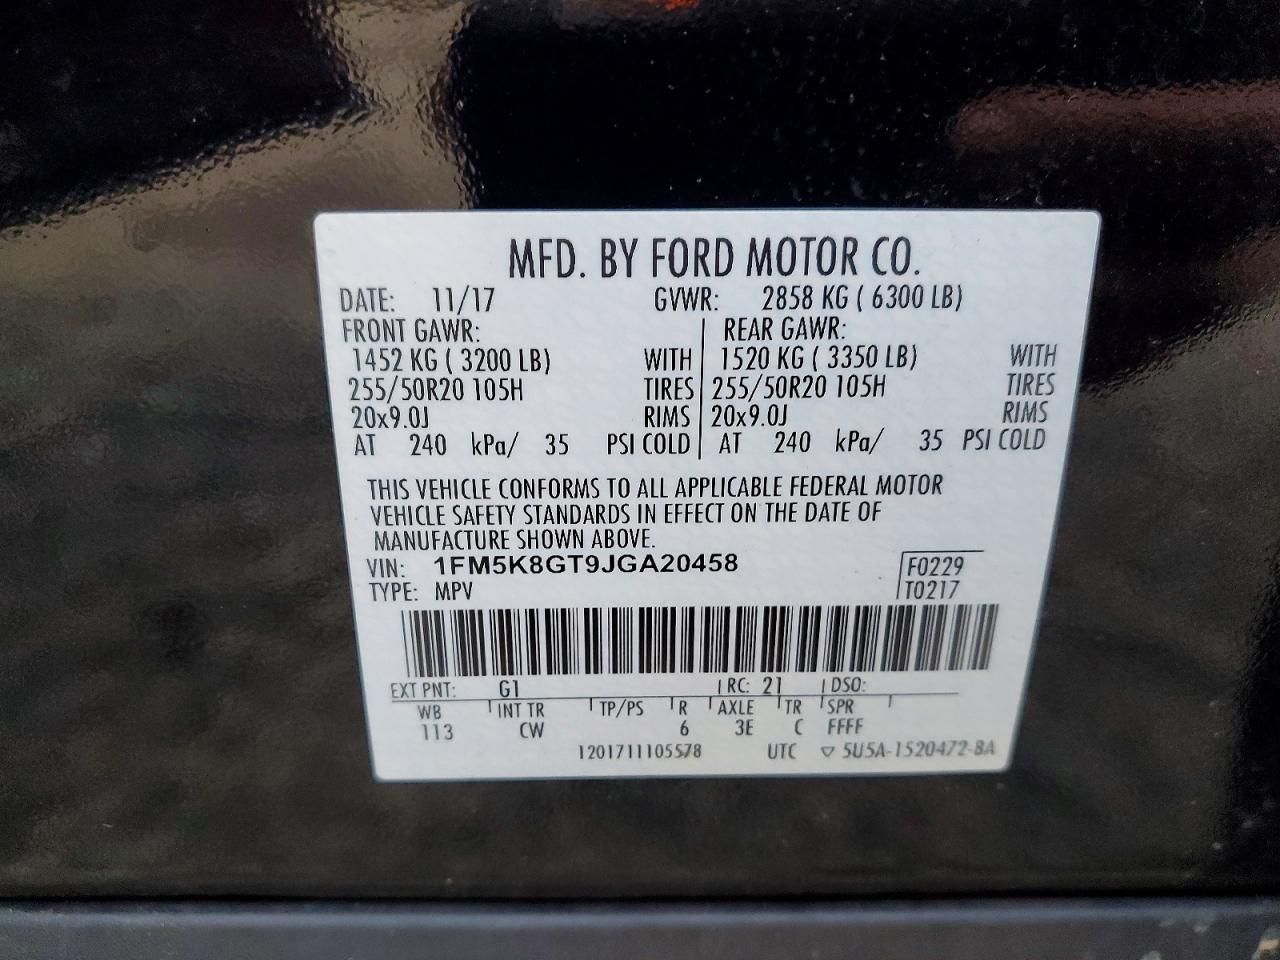 MFD. BY FORD MOTOR CO.
DATE: 11/17 GVWR: 2858 KG ( 6300 LB)
FRONT GAWR: REAR GAWR:
1452 KG ( 3200 LB) WITH 1520 KG ( 3350 LB) WITH
255/50R20 105H TIRES 255/50R20 105H TIRES
20x9.0J RIMS 20x9.0J RIMS
AT 240 kPa/ 35 PSI COLD AT 240 kPa/ 35 PSI COLD
THIS VEHICLE CONFORMS TO ALL APPLICABLE FEDERAL MOTOR
VEHICLE SAFETY STANDARDS IN EFFECT ON THE DATE OF
MANUFACTURE SHOWN ABOVE.
VIN: 1FM5K8GT9JGA20458 F0229
TYPE: MPV T0217
EXT PNT: G1 RC: 21 DSO:
WB INT TR TP/PS R AXLE TR SPR
113 CW 6 3E C FFFF
1201711105578 UTC ▽ 5U5A-1520472-BA